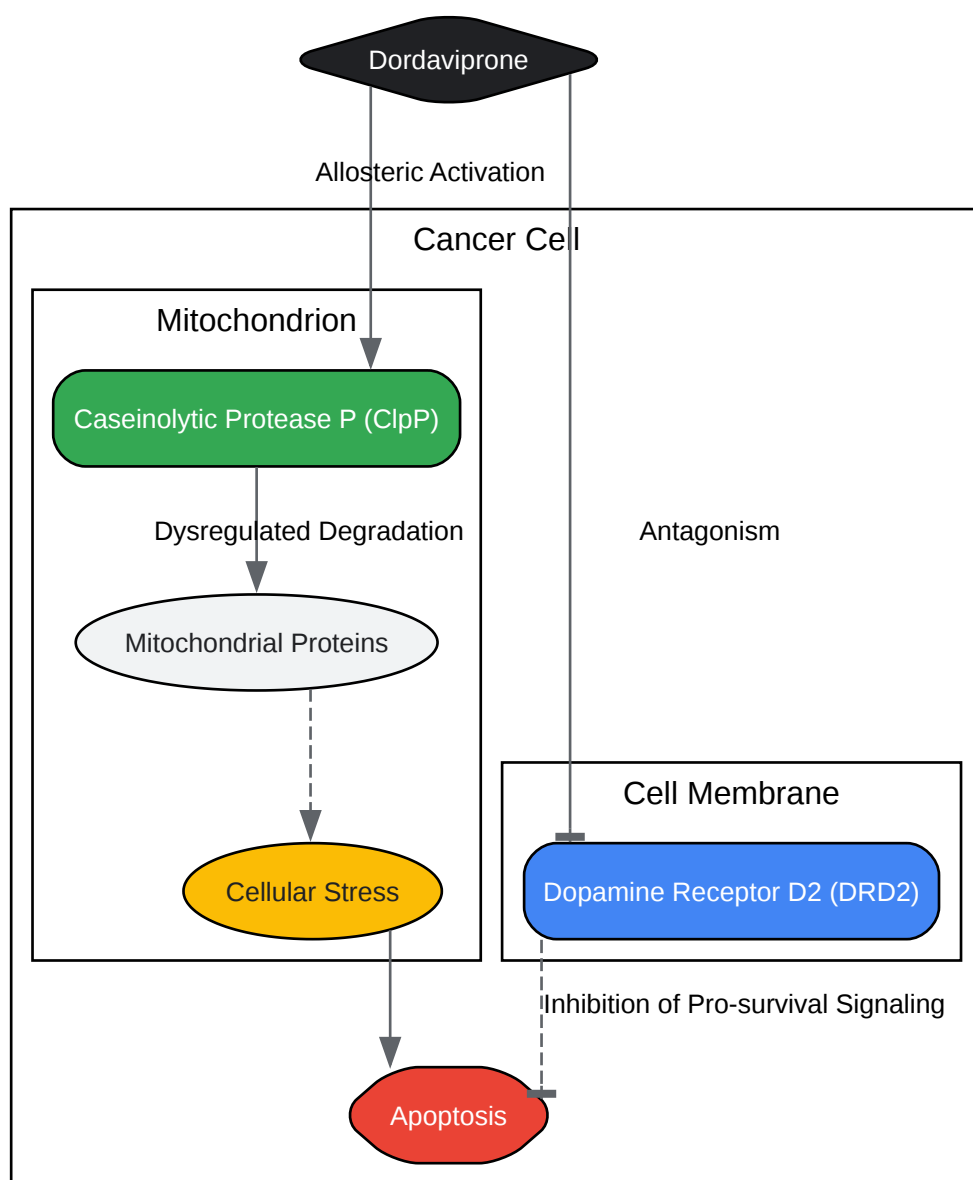 Dordaviprone
Allosteric Activation
Cancer Cell
Mitochondrion
Caseinolytic Protease P (ClpP)
Dysregulated Degradation
Antagonism
Mitochondrial Proteins
Cell Membrane
Cellular Stress
Dopamine Receptor D2 (DRD2)
Inhibition of Pro-survival Signaling
Apoptosis